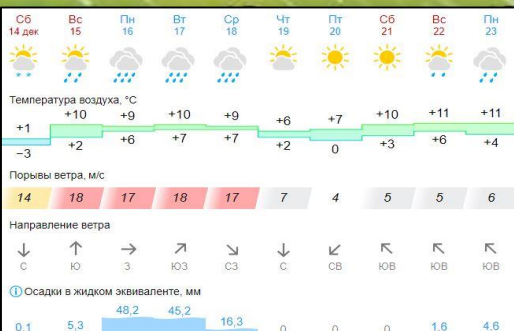 Сб Вс Пн Вт Ср Чт Пт Сб Вс Пн
14 дек 15 16 17 18 19 20 21 22 23
Температура воздуха, °C
+1 +10 +9 +10 +9 +6 +7 +10 +11 +11
−3 +2 +6 +7 +7 +2 0 +3 +6 +4
Порывы ветра, м/с
14 18 17 18 17 7 4 5 5 6
Направление ветра
С Ю З ЮЗ СЗ С СВ ЮВ ЮВ ЮВ
Осадки в жидком эквиваленте, мм
0,1 5,3 48,2 45,2 16,3 0 0 0 1,6 4,6